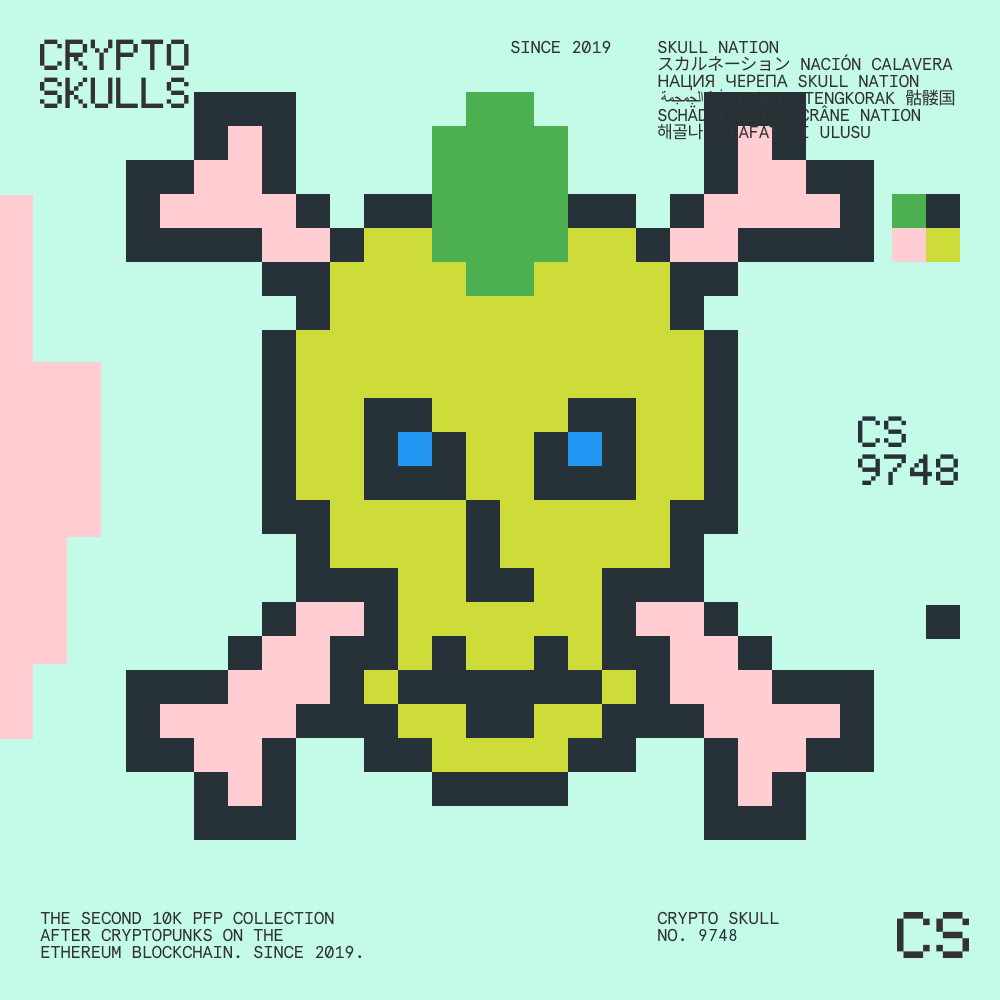 CRYPTO
SKULLS
SINCE 2019
SKULL NATION
スカルネーション NACIÓN CALAVERA
НАЦИЯ ЧЕРЕПА SKULL NATION
الجمجمة TENGKORAK 骷髅国
CRÂNE NATION
해골나 ULUSU
CS
9748
THE SECOND 10K PFP COLLECTION
AFTER CRYPTOPUNKS ON THE
ETHEREUM BLOCKCHAIN. SINCE 2019.
CRYPTO SKULL
NO. 9748
CS